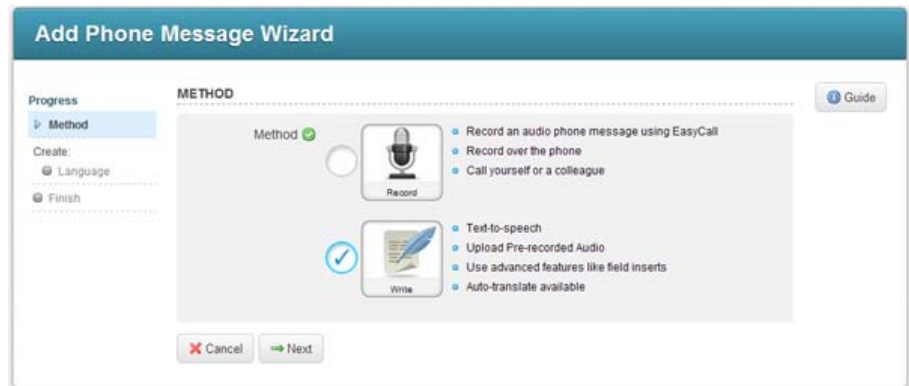 Add Phone Message Wizard
Progress
Method
Create:
Language
Finish
METHOD
Guide
Method
Record
Record an audio phone message using EasyCall
Record over the phone
Call yourself or a colleague
Write
Text-to-speech
Upload Pre-recorded Audio
Use advanced features like field inserts
Auto-translate available
Cancel
Next